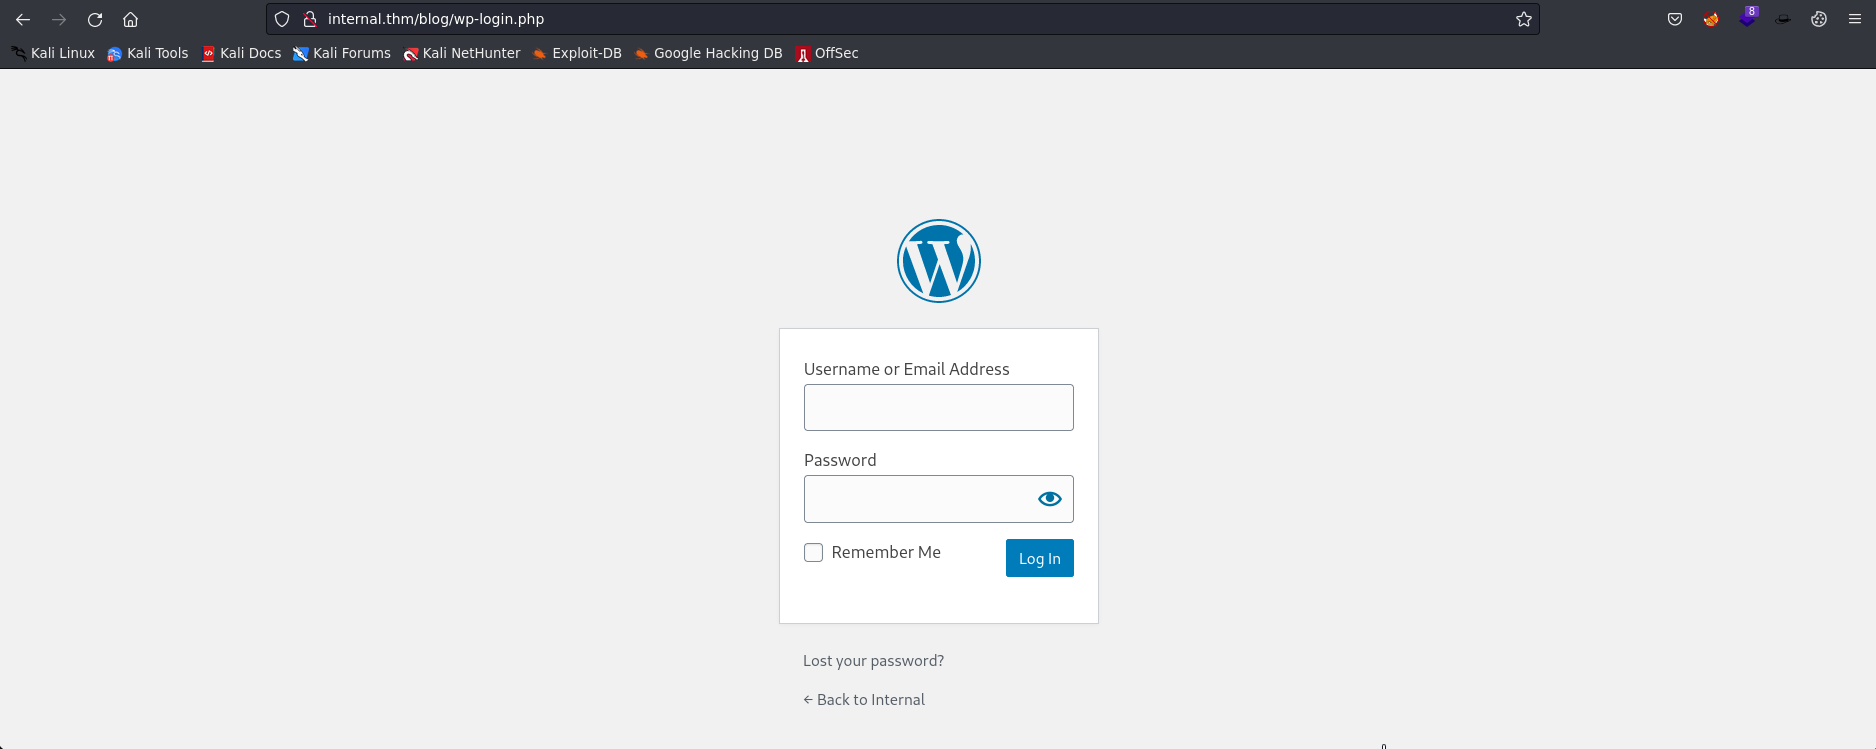 internal.thm/blog/wp-login.php
8
Kali Linux Kali Tools Kali Docs Kali Forums Kali NetHunter Exploit-DB Google Hacking DB OffSec
Username or Email Address
Password
Remember Me Log In
Lost your password?
← Back to Internal